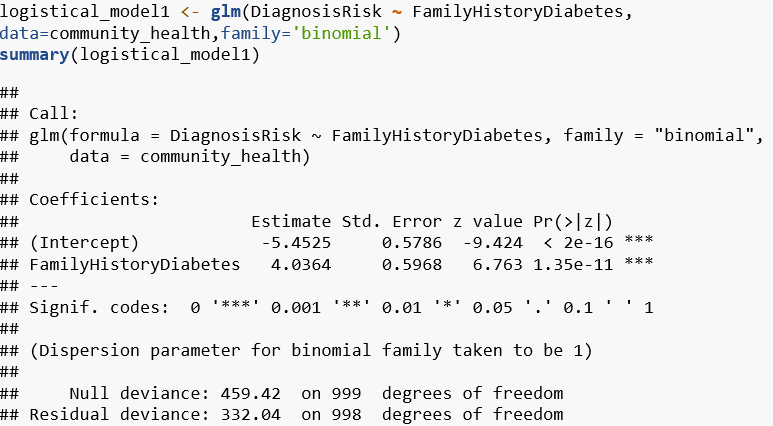 logistical_model1 <- glm(DiagnosisRisk ~ FamilyHistoryDiabetes,
data=community_health,family='binomial')
summary(logistical_model1)
##
## Call:
## glm(formula = DiagnosisRisk ~ FamilyHistoryDiabetes, family = "binomial",
##     data = community_health)
##
## Coefficients:
##                       Estimate Std. Error z value Pr(>|z|)
## (Intercept)            -5.4525     0.5786  -9.424  < 2e-16 ***
## FamilyHistoryDiabetes   4.0364     0.5968   6.763 1.35e-11 ***
## ---
## Signif. codes:  0 '***' 0.001 '**' 0.01 '*' 0.05 '.' 0.1 ' ' 1
##
## (Dispersion parameter for binomial family taken to be 1)
##
##     Null deviance: 459.42  on 999  degrees of freedom
## Residual deviance: 332.04  on 998  degrees of freedom